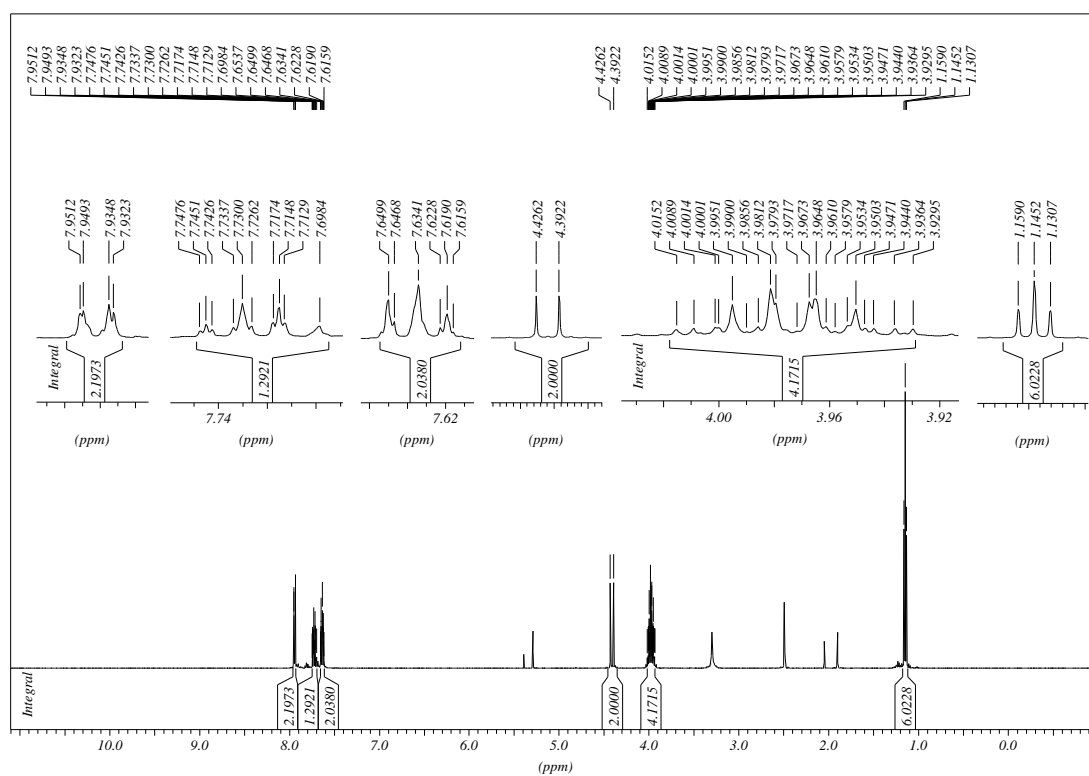 7.9512 7.9493 7.9348 7.9323 7.7476 7.7451 7.7426 7.7337 7.7300 7.7262 7.7174 7.7148 7.7129 7.6984 7.6537 7.6499 7.6468 7.6341 7.6228 7.6190 7.6159 4.4262 4.3922 4.0152 4.0089 4.0014 4.0001 3.9951 3.9900 3.9856 3.9812 3.9793 3.9717 3.9673 3.9648 3.9610 3.9579 3.9534 3.9503 3.9471 3.9440 3.9364 3.9295 1.1590 1.1452 1.1307
7.9512 7.9493 7.9348 7.9323
2.1973
(ppm)
Integral
7.7476 7.7451 7.7426 7.7337 7.7300 7.7262 7.7174 7.7148 7.7129 7.6984
1.2921
7.74
(ppm)
7.6499 7.6468 7.6341 7.6228 7.6190 7.6159
2.0380
7.62
(ppm)
4.4262 4.3922
2.0000
(ppm)
4.0152 4.0089 4.0014 4.0001 3.9951 3.9900 3.9856 3.9812 3.9793 3.9717 3.9673 3.9648 3.9610 3.9579 3.9534 3.9503 3.9471 3.9440 3.9364 3.9295
Integral
4.1715
4.00 3.96 3.92
(ppm)
1.1590 1.1452 1.1307
6.0228
(ppm)
Integral
2.1973 1.2921 2.0380 2.0000 4.1715 6.0228
10.0 9.0 8.0 7.0 6.0 5.0 4.0 3.0 2.0 1.0 0.0
(ppm)